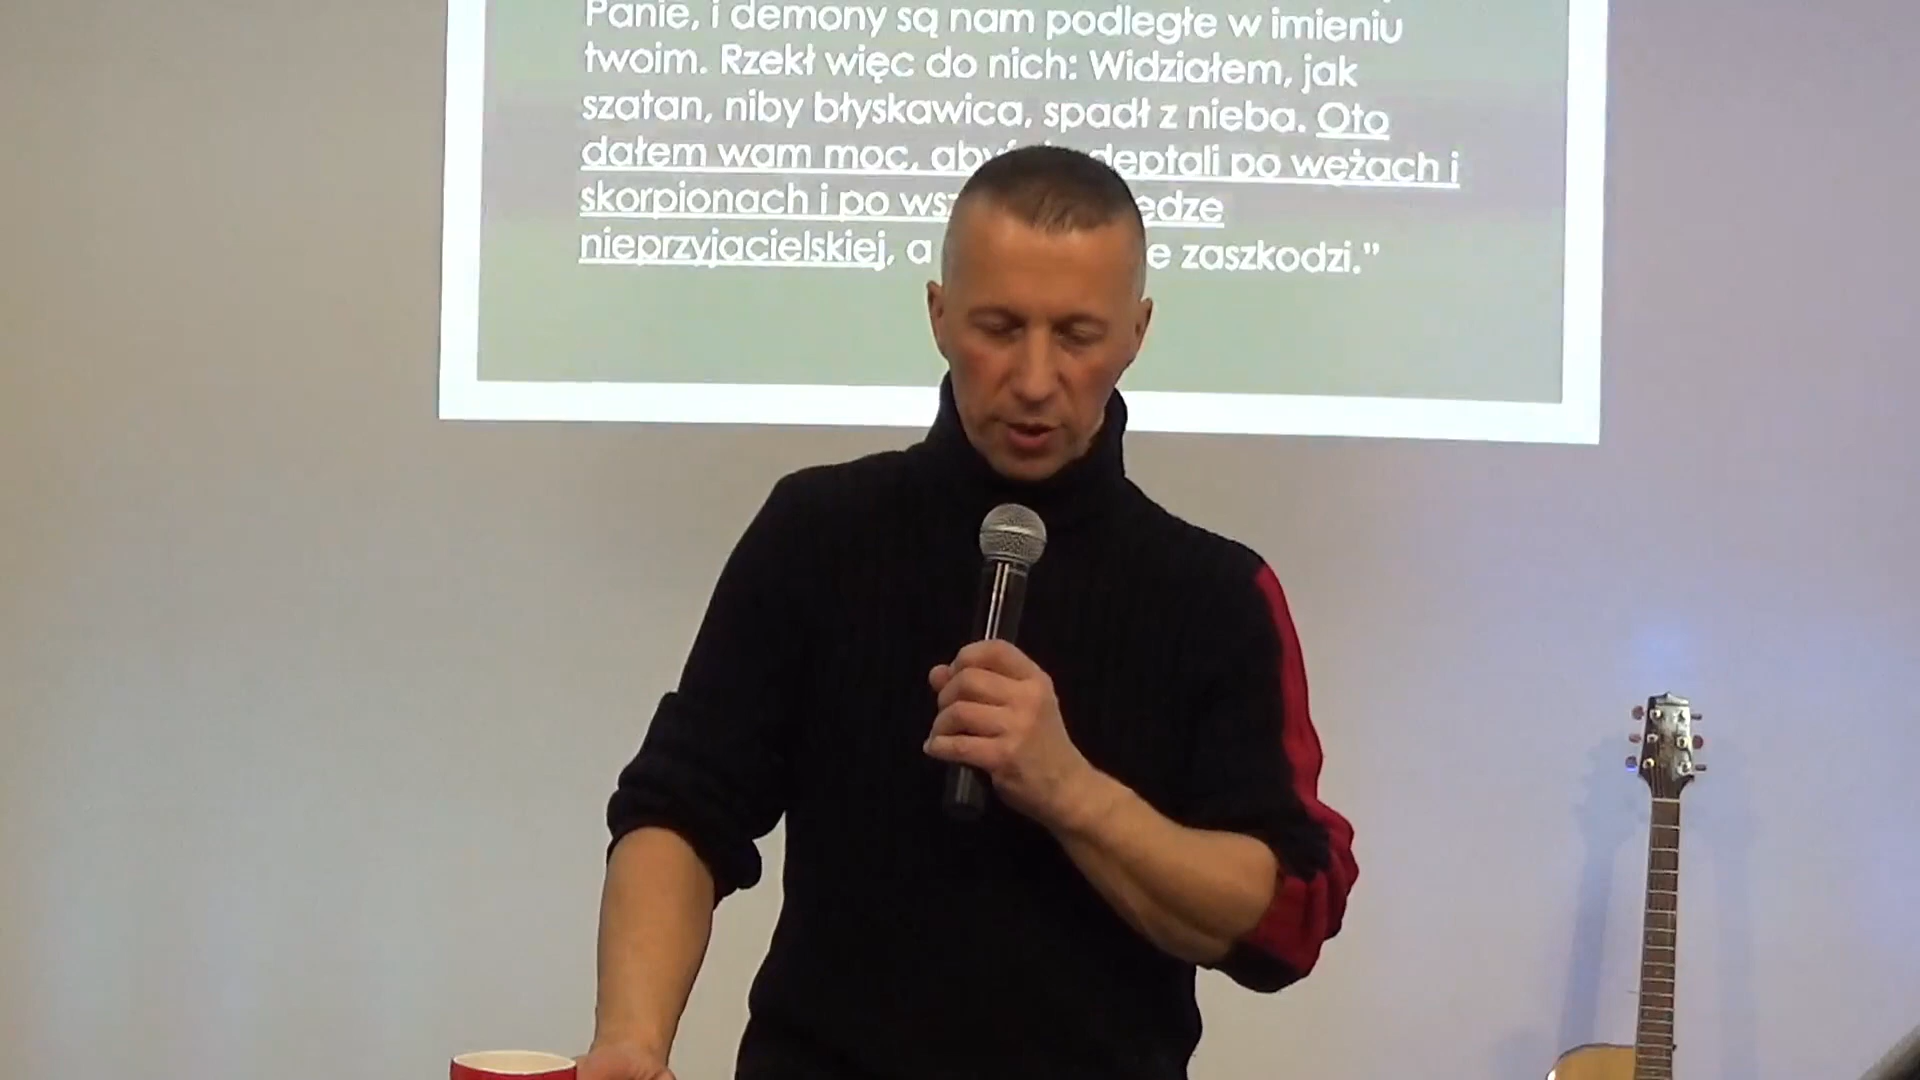 Panie, i demony są nam podległe w imieniu
twoim. Rzekł więc do nich: Widziałem, jak
szatan, niby błyskawica, spadł z nieba. Oto
dałem wam moc, deptali po wężach i
skorpionach i po
nieprzyjacielskiej, a zaszkodzi.”